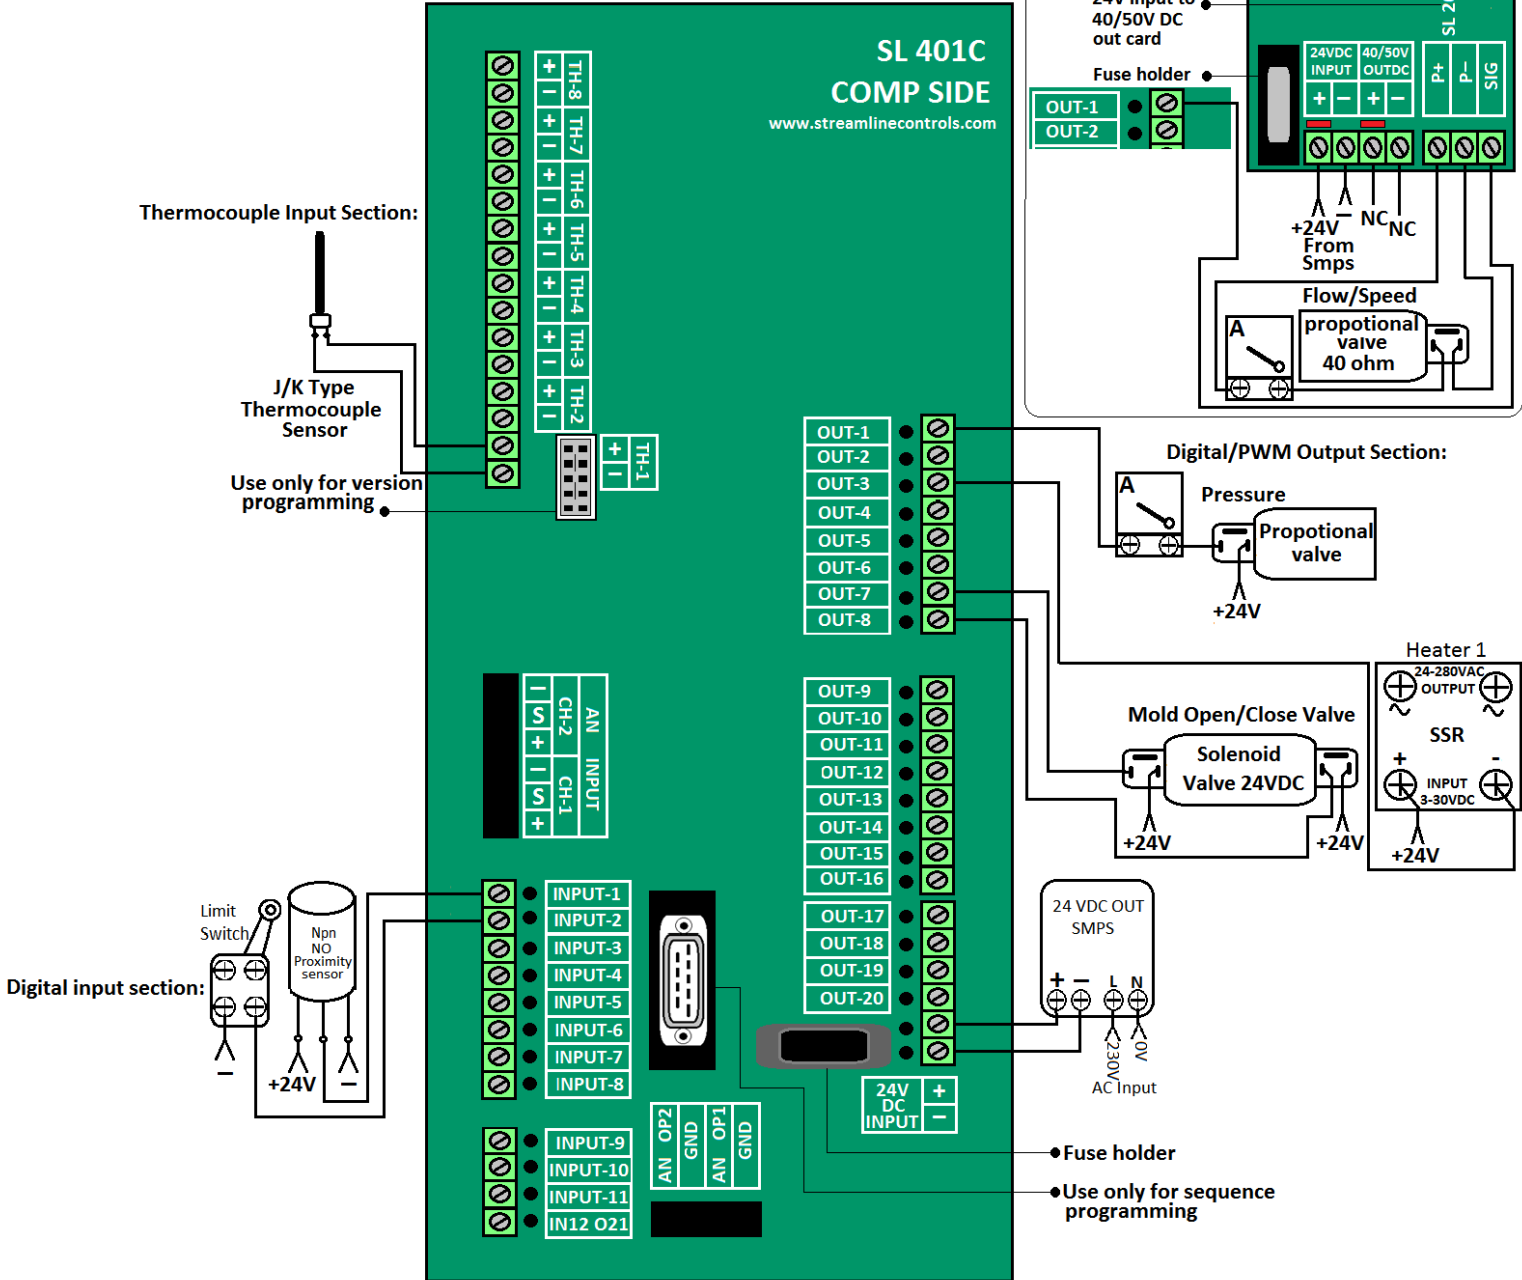 SL 401C
COMP SIDE
www.streamlinecontrols.com
+
−
TH-8
+
−
TH-7
+
−
TH-6
+
−
TH-5
+
−
TH-4
+
−
TH-3
+
−
TH-2
+
−
TH-1
Thermocouple Input Section:
J/K Type
Thermocouple
Sensor
Use only for version
programming
24V input to
40/50V DC
out card
Fuse holder
OUT-1
OUT-2
24VDC
INPUT
40/50V
OUTDC
+
−
+
−
P+
P−
SIG
+24V
−
NC
NC
From
Smps
Flow/Speed
A
propotional
valve
40 ohm
OUT-1
OUT-2
OUT-3
OUT-4
OUT-5
OUT-6
OUT-7
OUT-8
Digital/PWM Output Section:
A
Pressure
Propotional
valve
+24V
Heater 1
24-280VAC
OUTPUT
SSR
+
-
INPUT
3-30VDC
+24V
Mold Open/Close Valve
Solenoid
Valve 24VDC
+24V
+24V
−
S
+
CH-2
−
S
+
CH-1
AN INPUT
OUT-9
OUT-10
OUT-11
OUT-12
OUT-13
OUT-14
OUT-15
OUT-16
OUT-17
OUT-18
OUT-19
OUT-20
24 VDC OUT
SMPS
+
−
L
N
230V
0V
AC Input
24V
DC
INPUT
+
−
Limit
Switch
Npn
NO
Proximity
sensor
Digital input section:
−
+24V
−
INPUT-1
INPUT-2
INPUT-3
INPUT-4
INPUT-5
INPUT-6
INPUT-7
INPUT-8
INPUT-9
INPUT-10
INPUT-11
IN12 O21
AN OP2
GND
AN OP1
GND
Fuse holder
Use only for sequence
programming